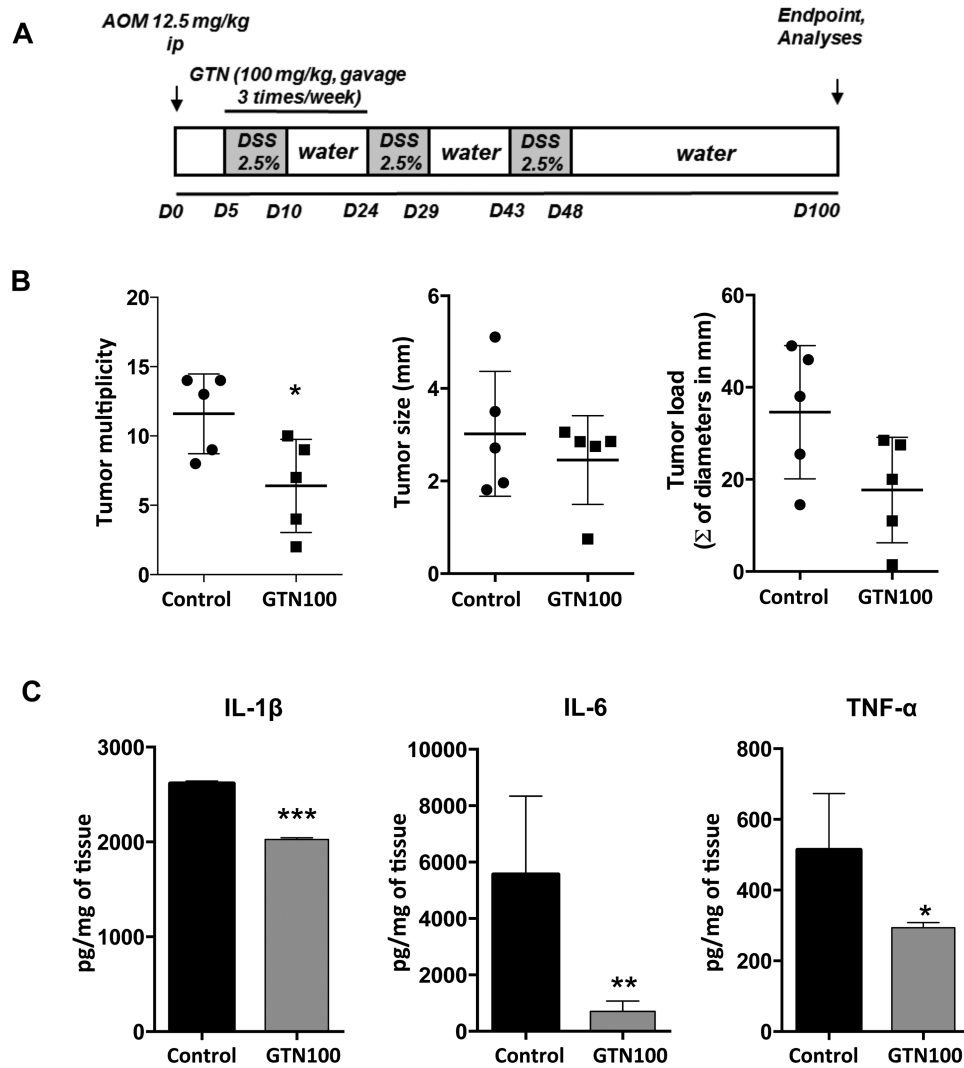 A
AOM 12.5 mg/kg
ip
Endpoint,
Analyses
GTN (100 mg/kg, gavage
3 times/week)
DSS
2.5%
water
DSS
2.5%
water
DSS
2.5%
water
D0 D5 D10 D24 D29 D43 D48 D100
B
Tumor multiplicity
20
15
10
5
0
*
Control GTN100
Tumor size (mm)
6
4
2
0
Control GTN100
Tumor load
(Σ of diameters in mm)
60
40
20
0
Control GTN100
C
IL-1β
pg/mg of tissue
3000
2000
1000
0
***
Control GTN100
IL-6
pg/mg of tissue
10000
8000
6000
4000
2000
0
**
Control GTN100
TNF-α
pg/mg of tissue
800
600
400
200
0
*
Control GTN100